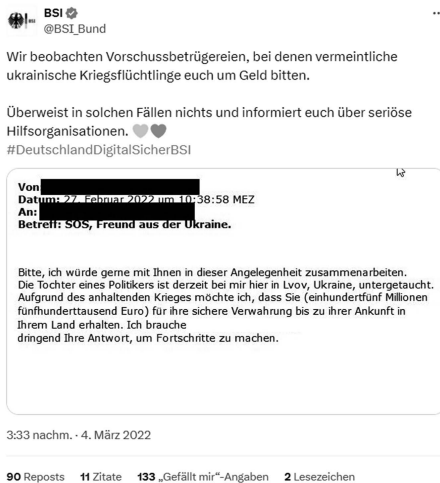 BSI
@BSI_Bund
Wir beobachten Vorschussbetrügereien, bei denen vermeintliche
ukrainische Kriegsflüchtlinge euch um Geld bitten.
Überweist in solchen Fällen nichts und informiert euch über seriöse
Hilfsorganisationen. 🤍🖤
#DeutschlandDigitalSicherBSI
Von
Datum: 27. Februar 2022 um 10:38:58 MEZ
An:
Betreff: SOS, Freund aus der Ukraine.
Bitte, ich würde gerne mit Ihnen in dieser Angelegenheit zusammenarbeiten.
Die Tochter eines Politikers ist derzeit bei mir hier in Lvov, Ukraine, untergetaucht.
Aufgrund des anhaltenden Krieges möchte ich, dass Sie (einhundertfünf Millionen
fünfhunderttausend Euro) für ihre sichere Verwahrung bis zu ihrer Ankunft in
Ihrem Land erhalten. Ich brauche
dringend Ihre Antwort, um Fortschritte zu machen.
3:33 nachm. · 4. März 2022
90 Reposts 11 Zitate 133 „Gefällt mir“-Angaben 2 Lesezeichen